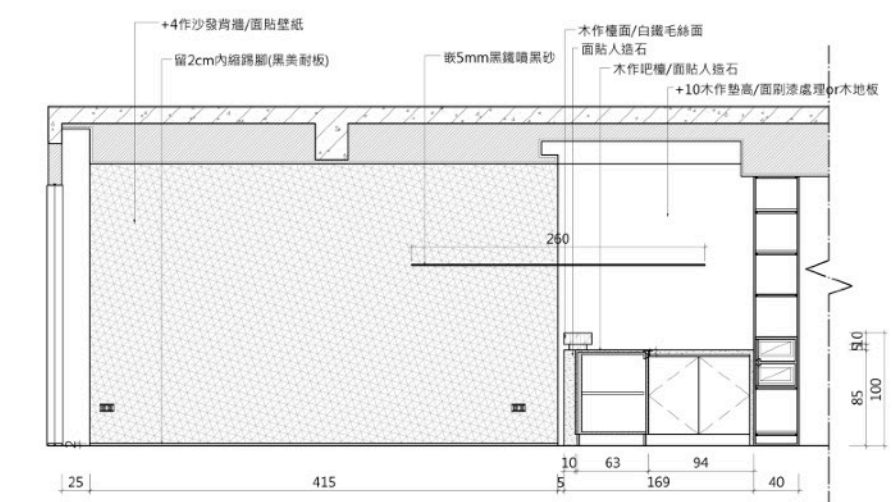 +4作沙發背牆/面貼壁紙
留2cm內縮踢腳(黑美耐板)
嵌5mm黑鐵噴黑砂
木作檯面/白鐵毛絲面
面貼人造石
木作吧檯/面貼人造石
+10木作墊高/面刷漆處理or木地板
260
10
5
85
100
2
10 63 94
25 415 5 169 40